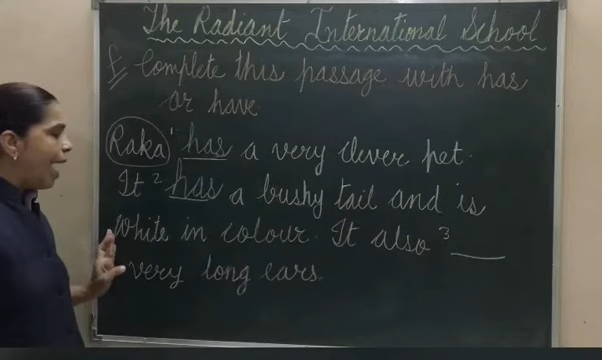 The Radiant International School
f. Complete this passage with has
or have.
Raka 1 has a very clever pet.
It 2 has a bushy tail and is
white in colour. It also 3 ____
very long ears.